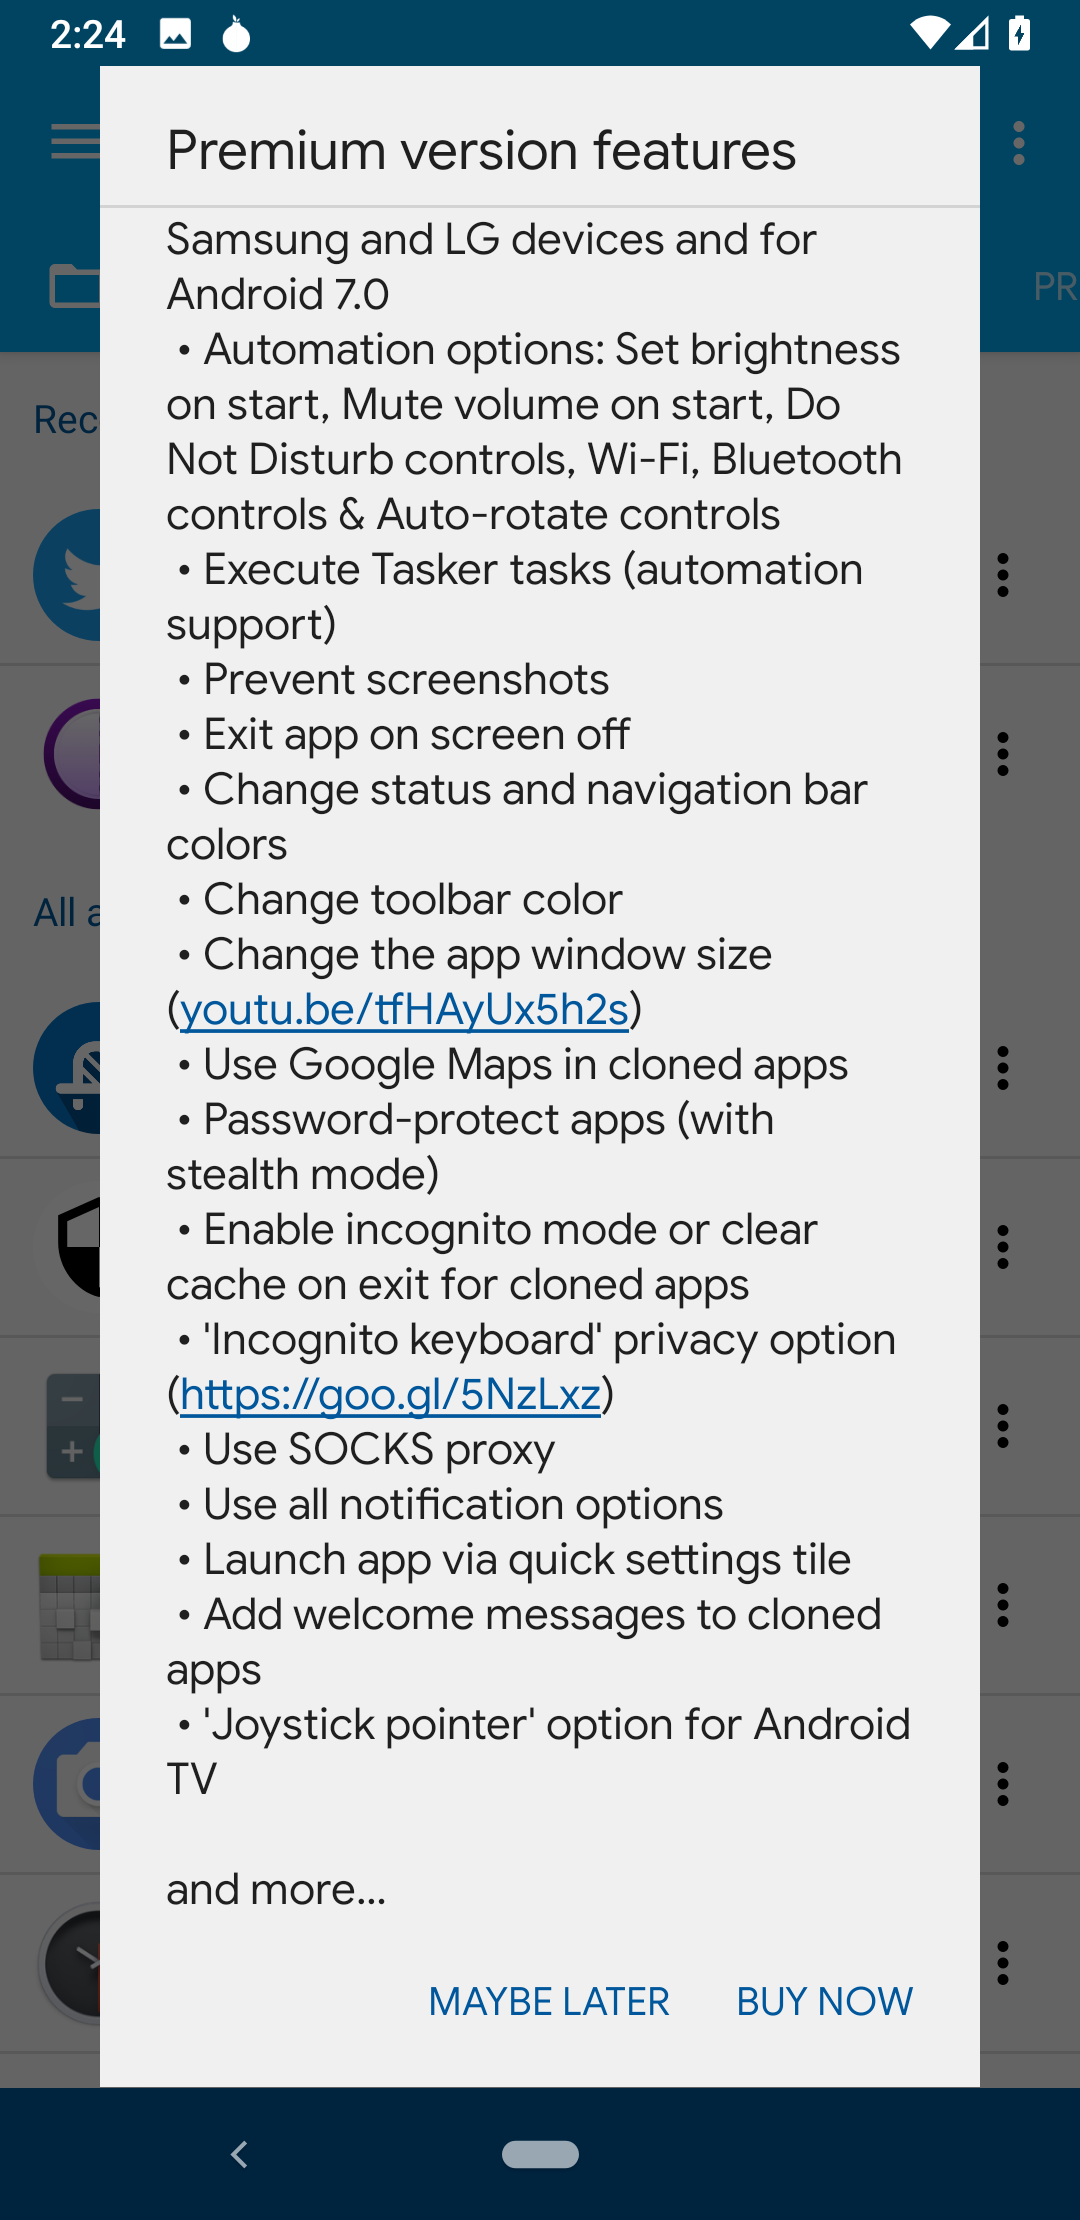 2:24
Premium version features
PR
Samsung and LG devices and for
Android 7.0
• Automation options: Set brightness
on start, Mute volume on start, Do
Not Disturb controls, Wi-Fi, Bluetooth
controls & Auto-rotate controls
• Execute Tasker tasks (automation
support)
• Prevent screenshots
• Exit app on screen off
• Change status and navigation bar
colors
• Change toolbar color
• Change the app window size
(youtu.be/tfHAyUx5h2s)
• Use Google Maps in cloned apps
• Password-protect apps (with
stealth mode)
• Enable incognito mode or clear
cache on exit for cloned apps
• 'Incognito keyboard' privacy option
(https://goo.gl/5NzLxz)
• Use SOCKS proxy
• Use all notification options
• Launch app via quick settings tile
• Add welcome messages to cloned
apps
• 'Joystick pointer' option for Android
TV
and more...
MAYBE LATER BUY NOW
Rec
All a